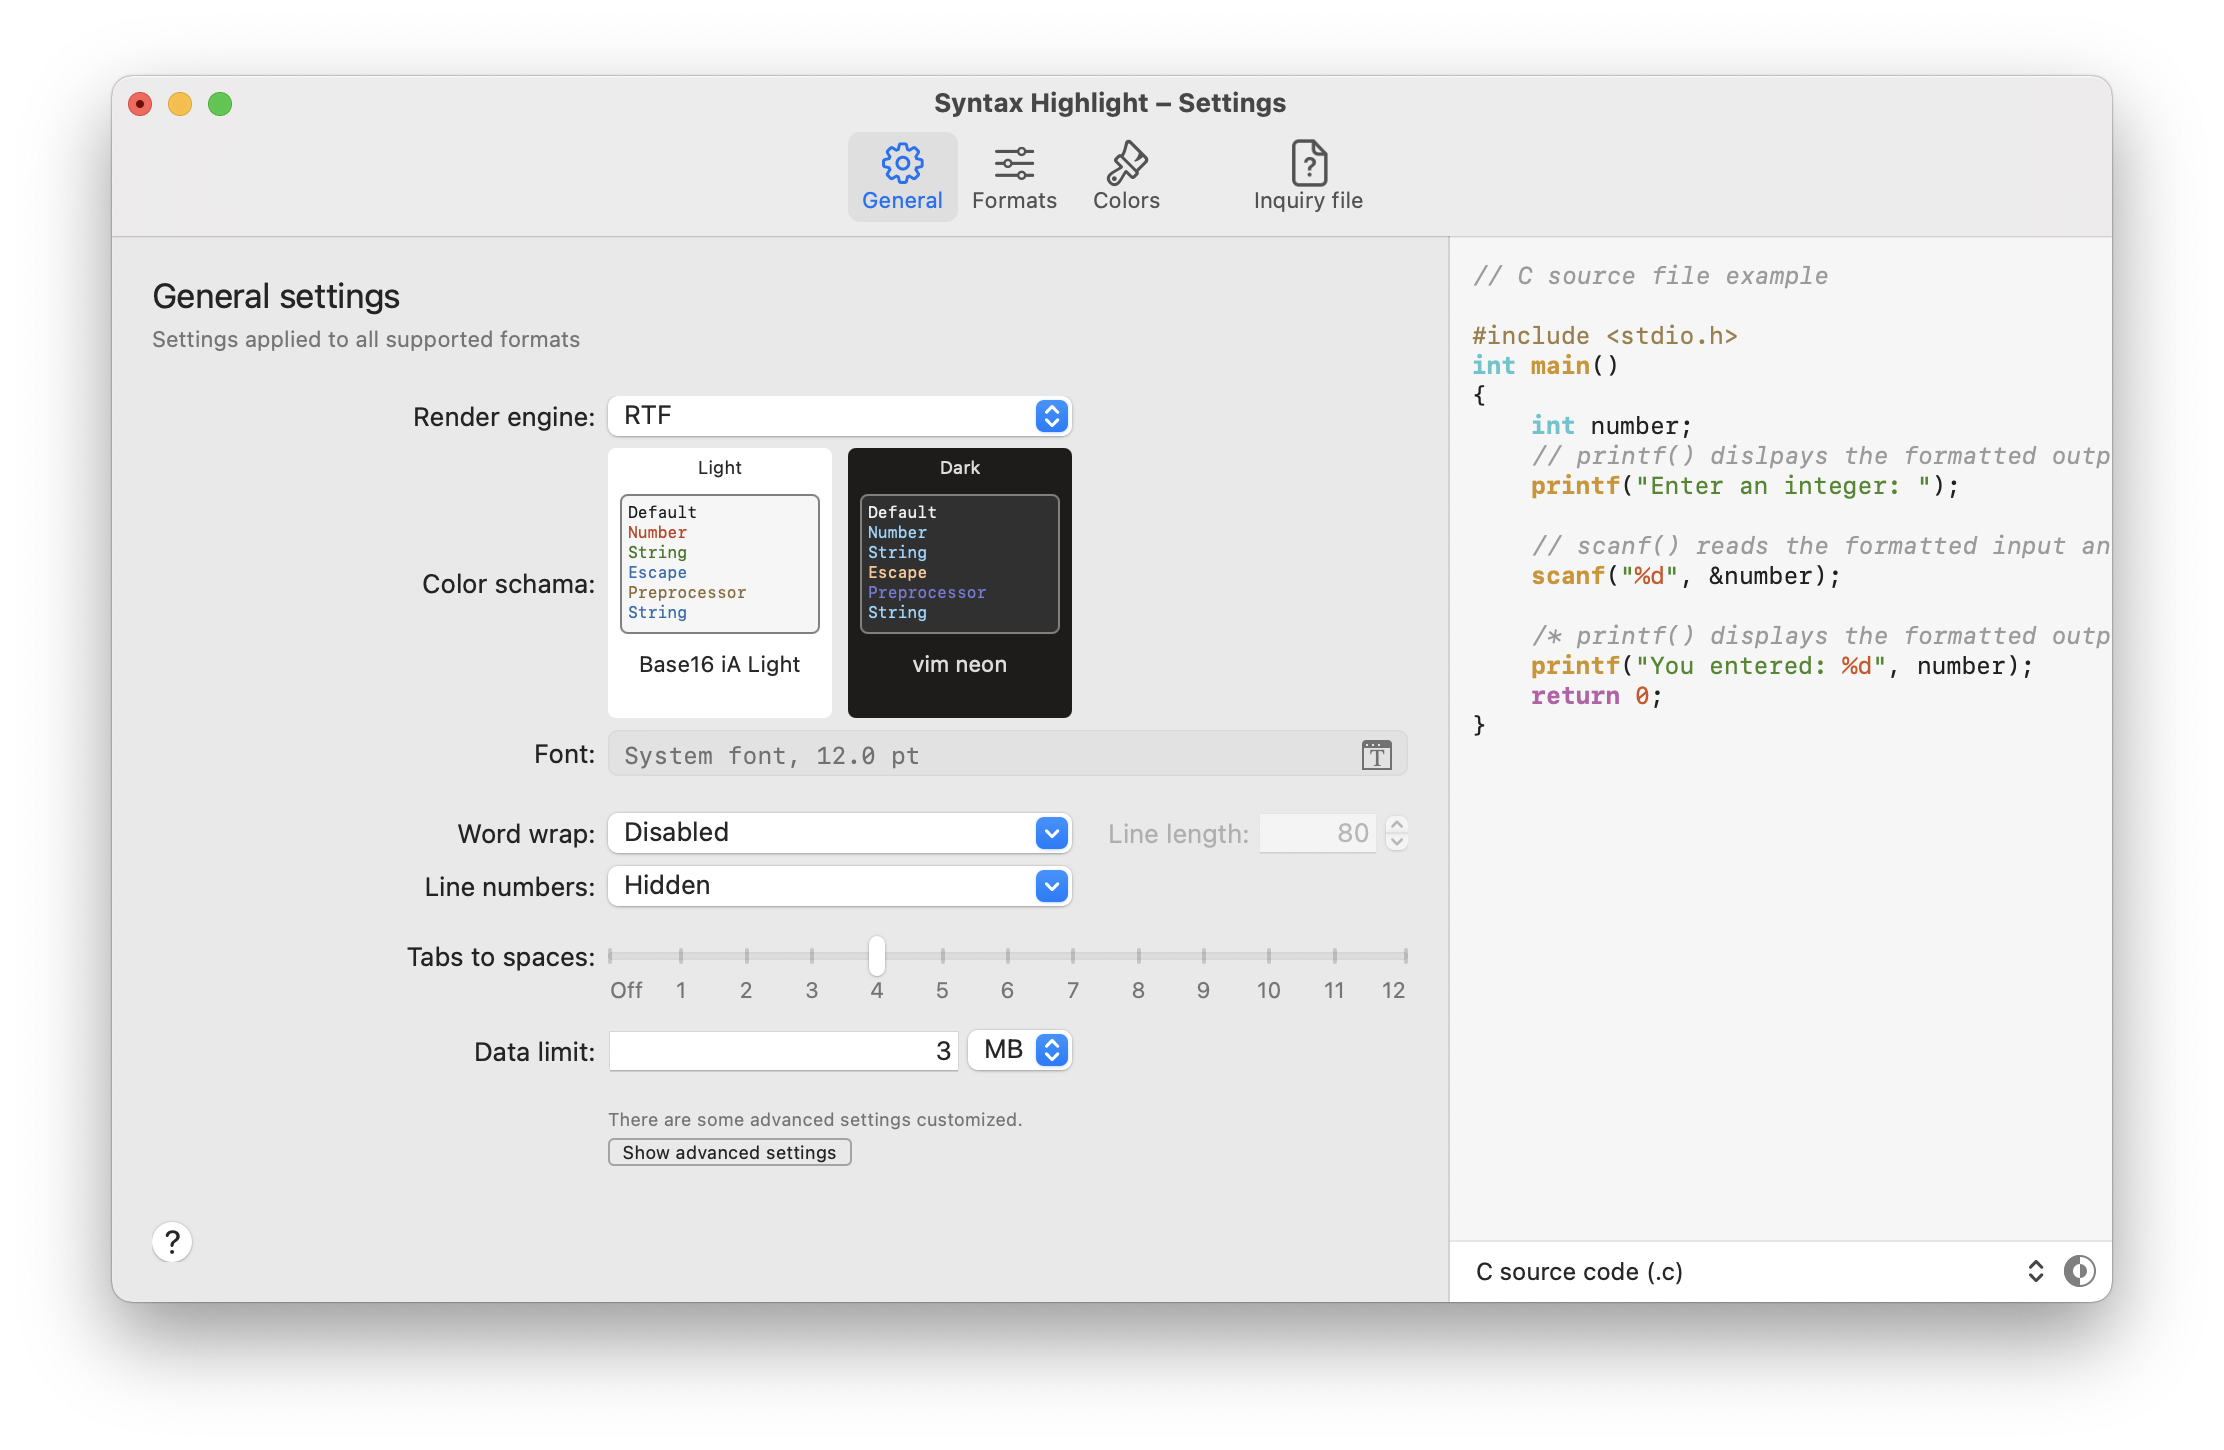 Syntax Highlight – Settings
General
Formats
Colors
Inquiry file
General settings
Settings applied to all supported formats
Render engine:
RTF
Color schama:
Light
Default
Number
String
Escape
Preprocessor
String
Base16 iA Light
Dark
Default
Number
String
Escape
Preprocessor
String
vim neon
Font:
System font, 12.0 pt
T
Word wrap:
Disabled
Line length:
80
Line numbers:
Hidden
Tabs to spaces:
Off 1 2 3 4 5 6 7 8 9 10 11 12
Data limit:
3
MB
There are some advanced settings customized.
Show advanced settings
?
// C source file example
#include <stdio.h>
int main()
{
    int number;
    // printf() dislpays the formatted outp
    printf("Enter an integer: ");
    // scanf() reads the formatted input an
    scanf("%d", &number);
    /* printf() displays the formatted outp
    printf("You entered: %d", number);
    return 0;
}
C source code (.c)